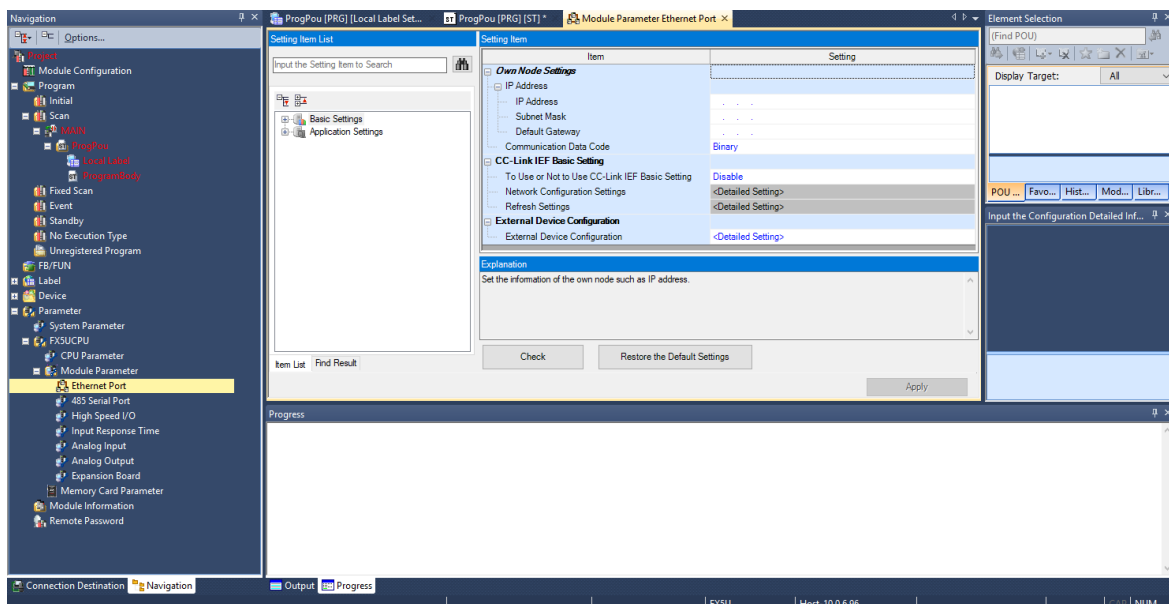 Navigation
Options...
Project
Module Configuration
Program
Initial
Scan
MAIN
ProgPou
Local Label
ProgramBody
Fixed Scan
Event
Standby
No Execution Type
Unregistered Program
FB/FUN
Label
Device
Parameter
System Parameter
FX5UCPU
CPU Parameter
Module Parameter
Ethernet Port
485 Serial Port
High Speed I/O
Input Response Time
Analog Input
Analog Output
Expansion Board
Memory Card Parameter
Module Information
Remote Password
Connection Destination Navigation
ProgPou [PRG] [Local Label Set... ST ProgPou [PRG] [ST] * Module Parameter Ethernet Port
Setting Item List
Input the Setting Item to Search
Basic Settings
Application Settings
Item List Find Result
Setting Item
Item Setting
Own Node Settings
IP Address
IP Address . . .
Subnet Mask . . .
Default Gateway . . .
Communication Data Code Binary
CC-Link IEF Basic Setting
To Use or Not to Use CC-Link IEF Basic Setting Disable
Network Configuration Settings <Detailed Setting>
Refresh Settings <Detailed Setting>
External Device Configuration
External Device Configuration <Detailed Setting>
Explanation
Set the information of the own node such as IP address.
Check Restore the Default Settings
Apply
Progress
Output Progress
Element Selection
(Find POU)
Display Target: All
POU ... Favo... Hist... Mod... Libr...
Input the Configuration Detailed Inf...
FX5U Host 10.0.6.96 CAP NUM